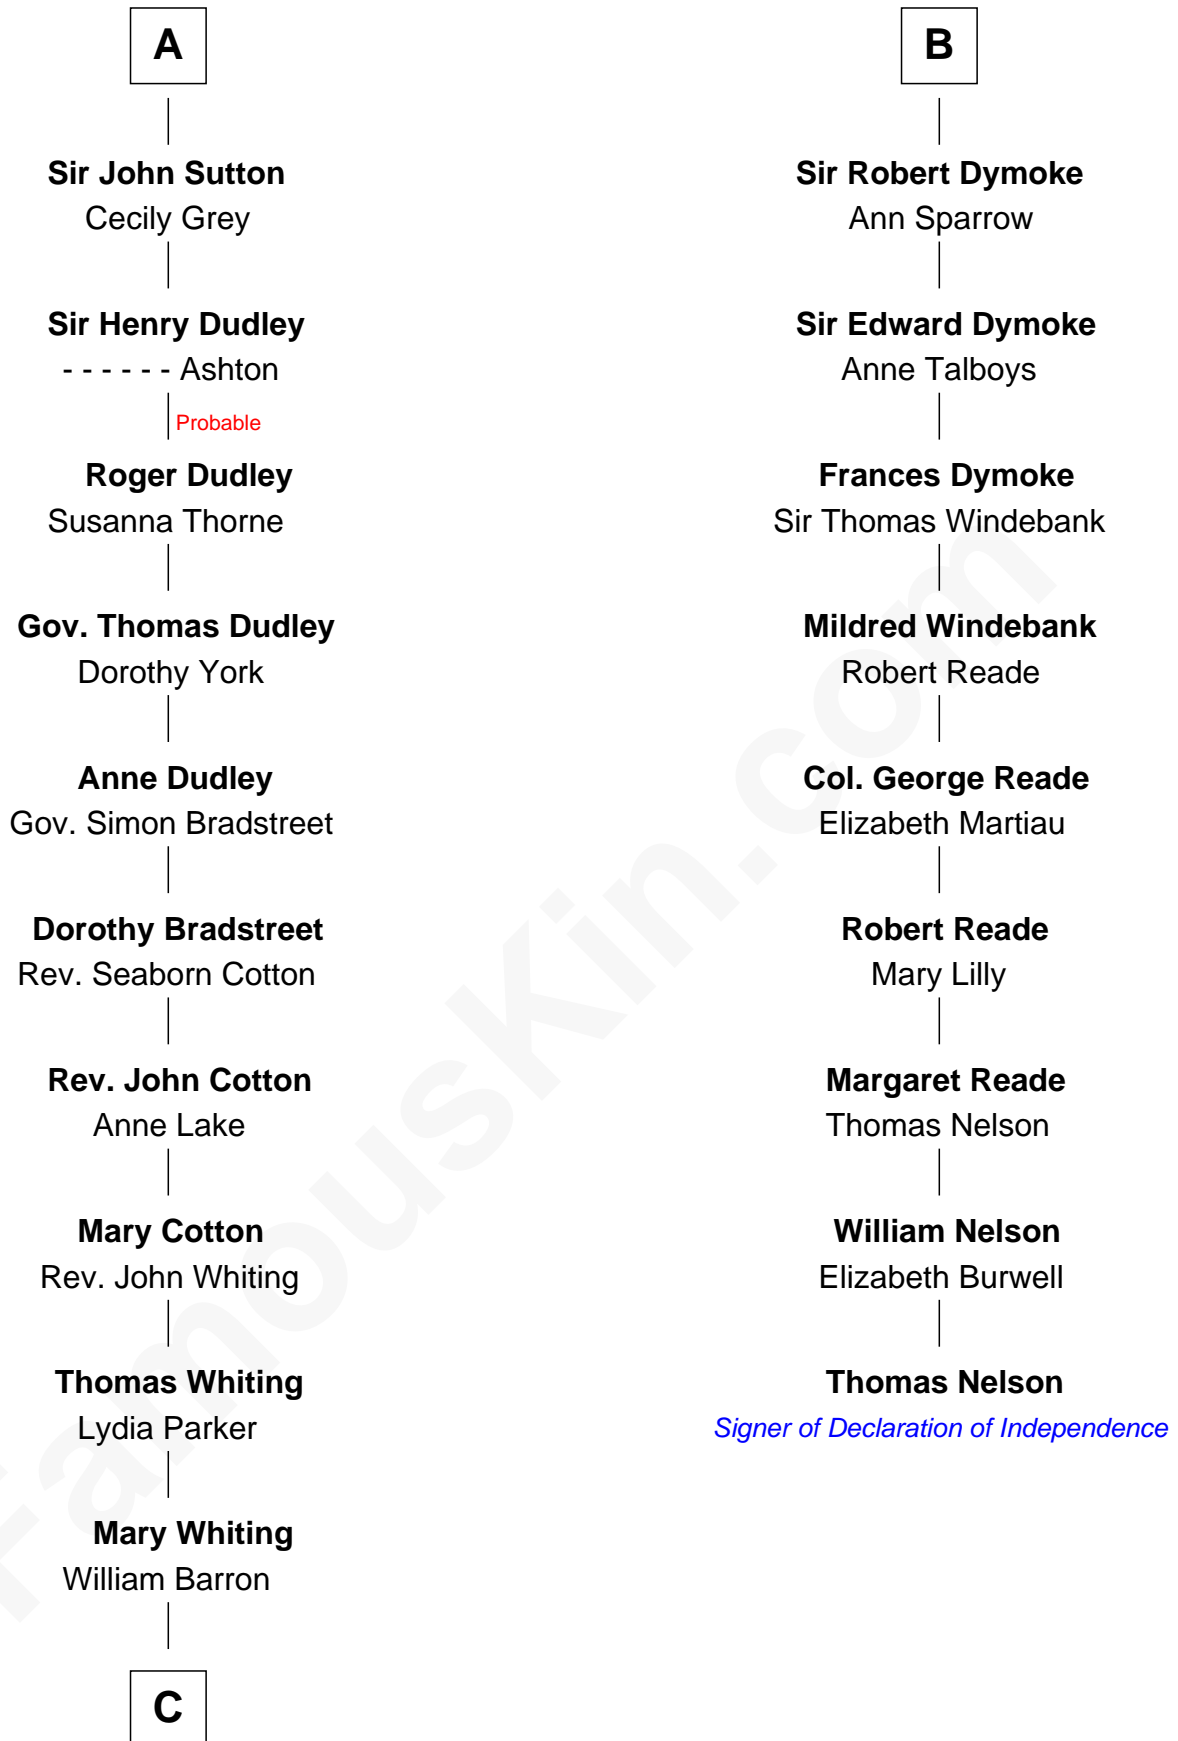 A
Sir John Sutton
Cecily Grey
Sir Henry Dudley
- - - - - - Ashton
Probable
Roger Dudley
Susanna Thorne
Gov. Thomas Dudley
Dorothy York
Anne Dudley
Gov. Simon Bradstreet
Dorothy Bradstreet
Rev. Seaborn Cotton
Rev. John Cotton
Anne Lake
Mary Cotton
Rev. John Whiting
Thomas Whiting
Lydia Parker
Mary Whiting
William Barron
C
B
Sir Robert Dymoke
Ann Sparrow
Sir Edward Dymoke
Anne Talboys
Frances Dymoke
Sir Thomas Windebank
Mildred Windebank
Robert Reade
Col. George Reade
Elizabeth Martiau
Robert Reade
Mary Lilly
Margaret Reade
Thomas Nelson
William Nelson
Elizabeth Burwell
Thomas Nelson
Signer of Declaration of Independence
FamousKin.com